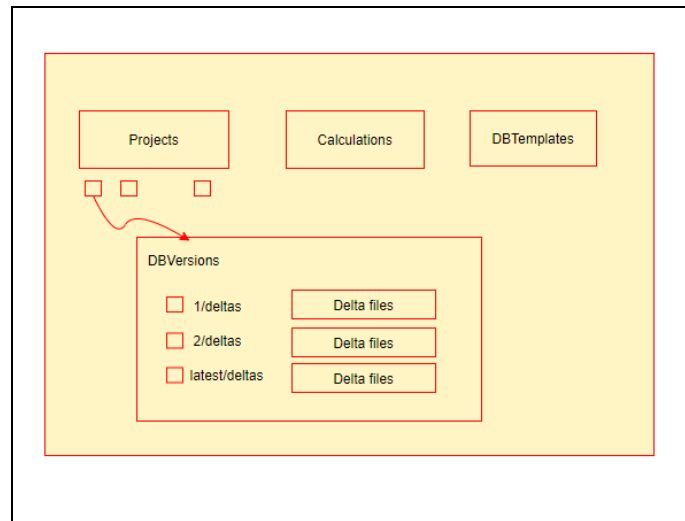 Projects
Calculations
DBTemplates
DBVersions
1/deltas
Delta files
2/deltas
Delta files
latest/deltas
Delta files